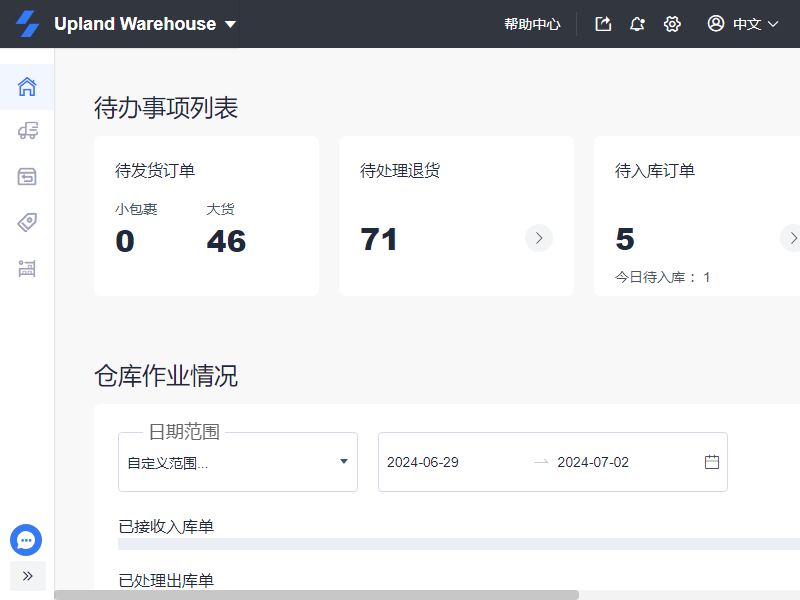 Upland Warehouse
帮助中心
中文
待办事项列表
待发货订单
小包裹 大货
0 46
待处理退货
71
待入库订单
5
今日待入库： 1
仓库作业情况
日期范围
自定义范围...
2024-06-29 2024-07-02
已接收入库单
已处理出库单